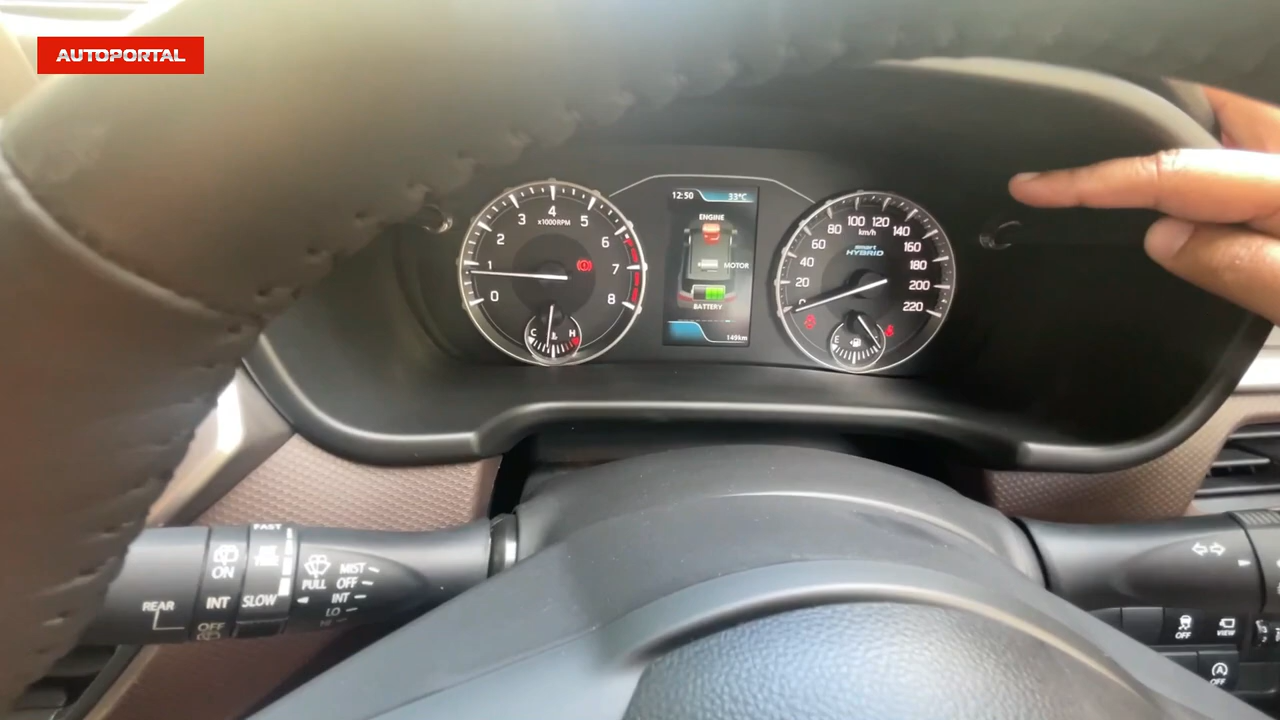 AUTOPORTAL
0
1
2
3
4
5
6
7
8
x1000RPM
C
H
12:50 33°C
ENGINE
MOTOR
BATTERY
149km
0
20
40
60
80
100
120
140
160
180
200
220
km/h
smart
HYBRID
E
REAR
ON
INT
OFF
FAST
SLOW
PULL
MIST
OFF
INT
LO
OFF
VIEW
A
OFF